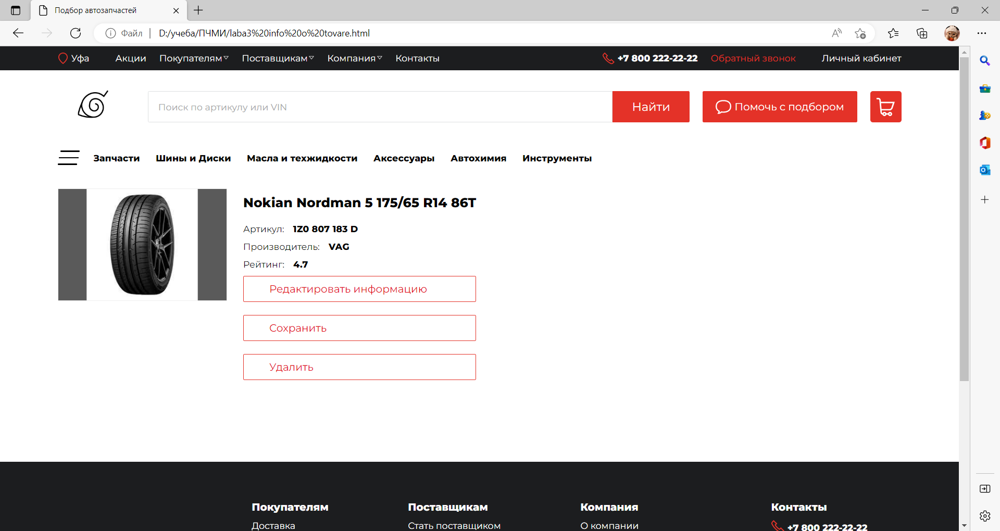 Подбор автозапчастей
Файл D:/учеба/ПЧМИ/laba3%20info%20o%20tovare.html
Уфа Акции Покупателям Поставщикам Компания Контакты +7 800 222-22-22 Обратный звонок Личный кабинет
Поиск по артикулу или VIN Найти Помочь с подбором
Запчасти Шины и Диски Масла и техжидкости Аксессуары Автохимия Инструменты
Nokian Nordman 5 175/65 R14 86T
Артикул: 1Z0 807 183 D
Производитель: VAG
Рейтинг: 4.7
Редактировать информацию
Сохранить
Удалить
Покупателям Поставщикам Компания Контакты
Доставка Стать поставщиком О компании +7 800 222-22-22